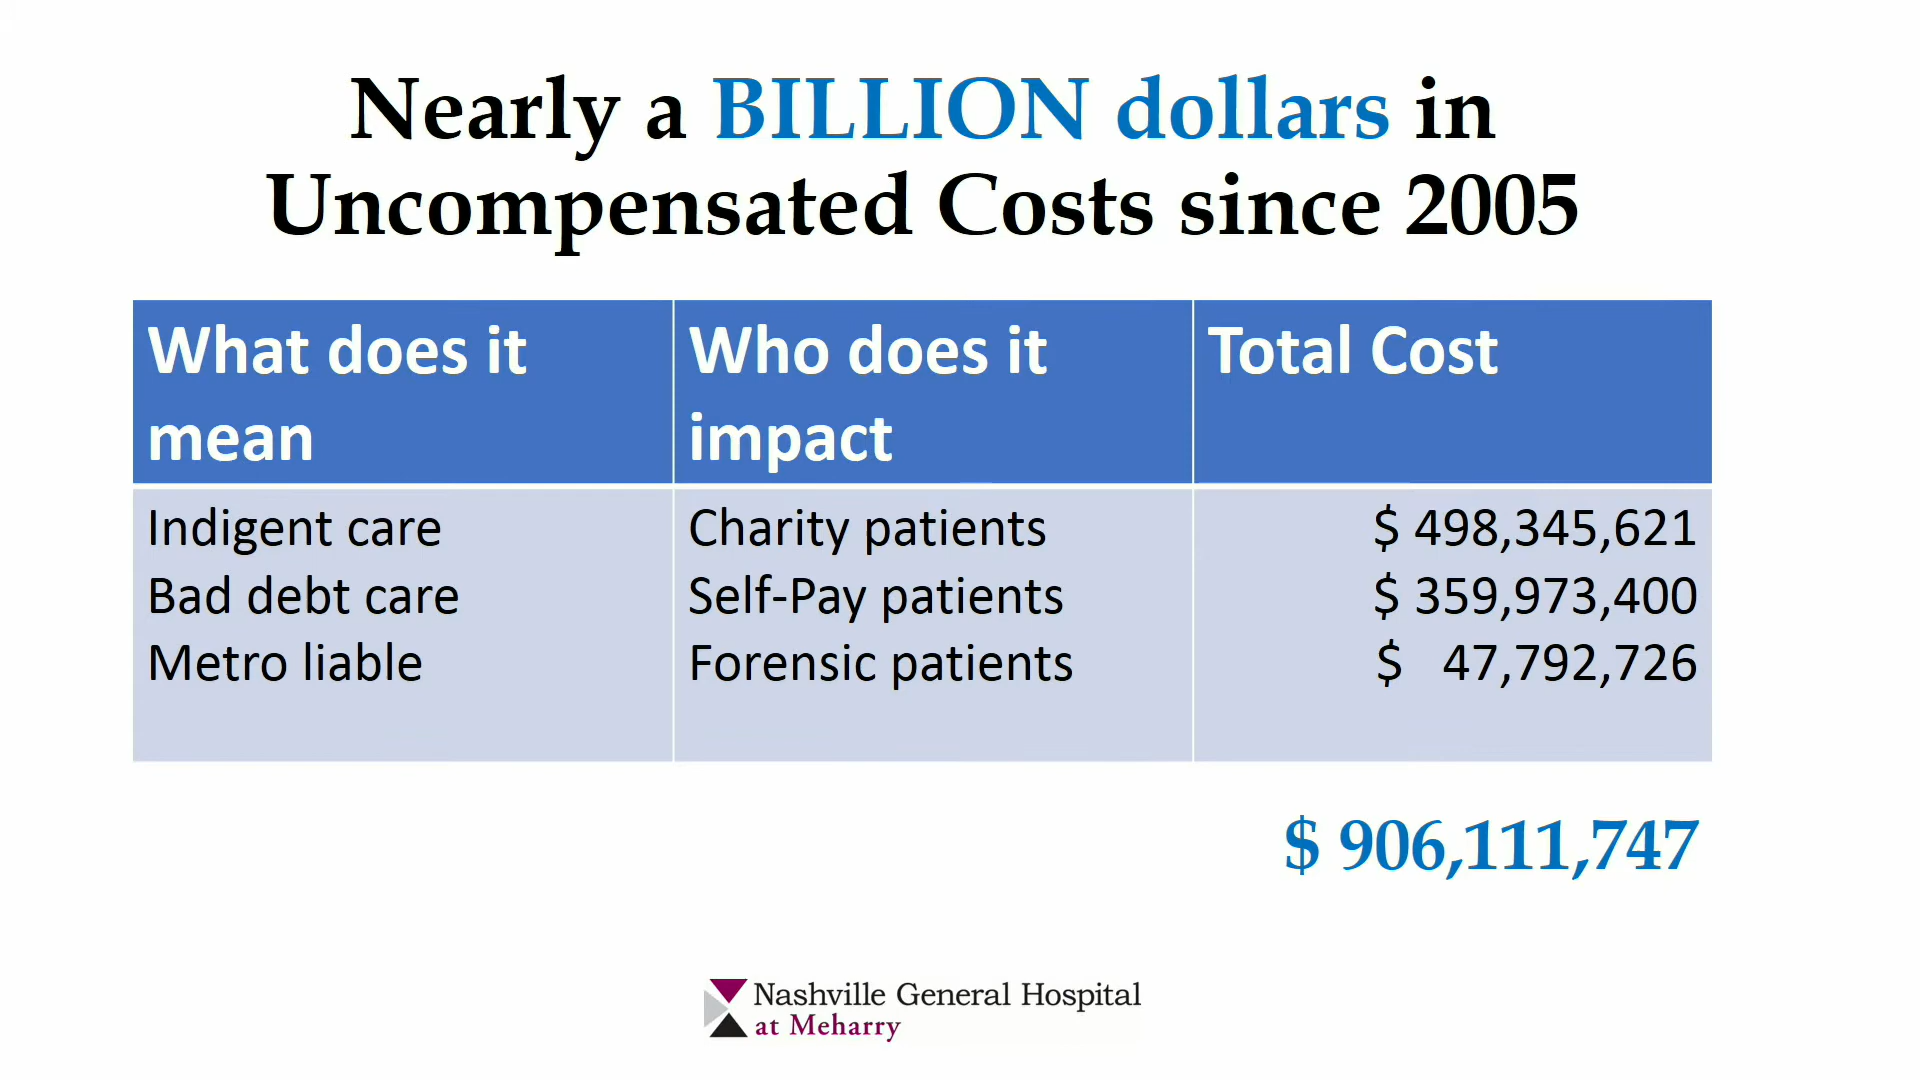 Nearly a BILLION dollars in
Uncompensated Costs since 2005
What does it
mean
Who does it
impact
Total Cost
Indigent care
Charity patients
$ 498,345,621
Bad debt care
Self-Pay patients
$ 359,973,400
Metro liable
Forensic patients
$ 47,792,726
$ 906,111,747
Nashville General Hospital
at Meharry